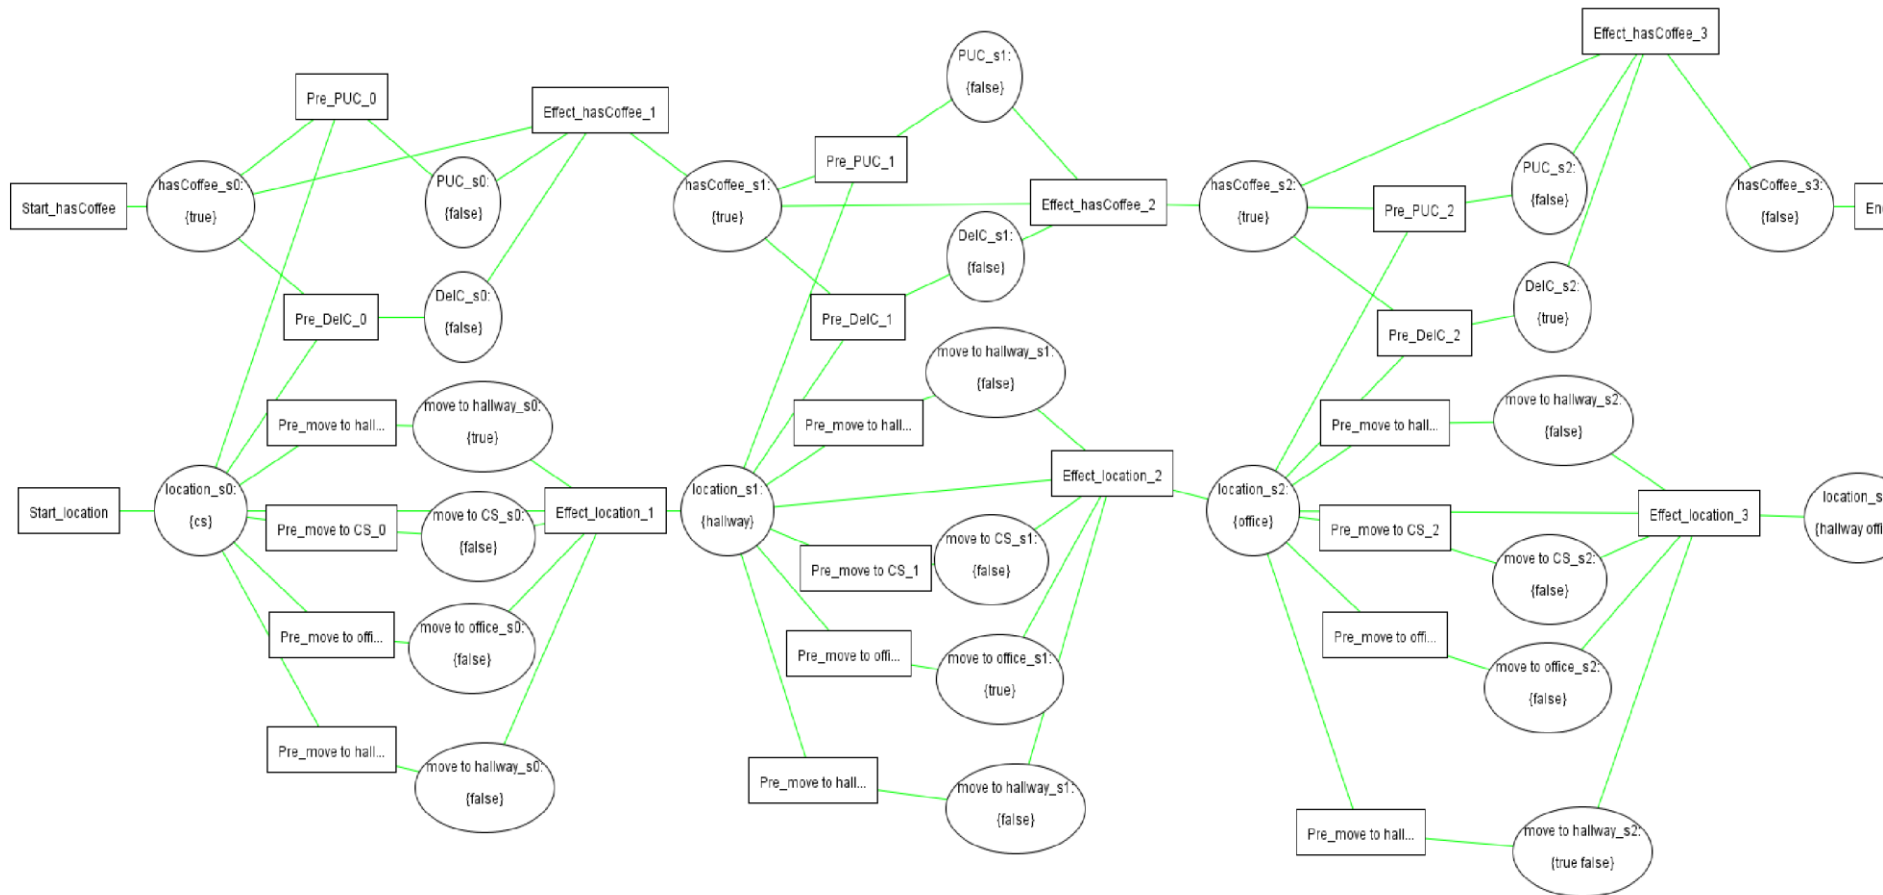 Start_hasCoffee
hasCoffee_s0:
{true}
Pre_PUC_0
PUC_s0:
{false}
Effect_hasCoffee_1
Pre_DelC_0
DelC_s0:
{false}
Start_location
location_s0:
{cs}
Pre_move to hall...
move to hallway_s0:
{true}
Pre_move to CS_0
move to CS_s0:
{false}
Effect_location_1
Pre_move to offi...
move to office_s0:
{false}
Pre_move to hall...
move to hallway_s0:
{false}
hasCoffee_s1:
{true}
Pre_PUC_1
PUC_s1:
{false}
Effect_hasCoffee_2
Pre_DelC_1
DelC_s1:
{false}
location_s1:
{hallway}
Pre_move to hall...
move to hallway_s1:
{false}
Pre_move to CS_1
move to CS_s1:
{false}
Effect_location_2
Pre_move to offi...
move to office_s1:
{true}
Pre_move to hall...
move to hallway_s1:
{false}
hasCoffee_s2:
{true}
Pre_PUC_2
PUC_s2:
{false}
Effect_hasCoffee_3
Pre_DelC_2
DelC_s2:
{true}
location_s2:
{office}
Pre_move to hall...
move to hallway_s2:
{false}
Pre_move to CS_2
move to CS_s2:
{false}
Effect_location_3
Pre_move to offi...
move to office_s2:
{false}
Pre_move to hall...
move to hallway_s2:
{true false}
hasCoffee_s3:
{false}
location_s
{hallway offi